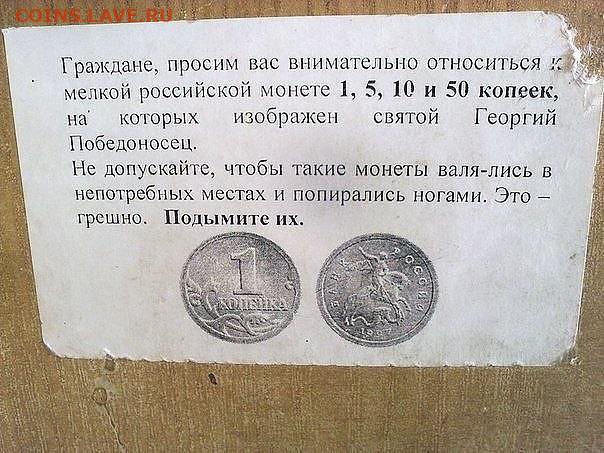 COINS.LAVE.RU
Граждане, просим вас внимательно относиться к
мелкой российской монете 1, 5, 10 и 50 копеек,
на которых изображен святой Георгий
Победоносец.
Не допускайте, чтобы такие монеты валя-лись в
непотребных местах и попирались ногами. Это –
грешно. Подымите их.
1
КОПЕЙКА
БАНК РОССИИ